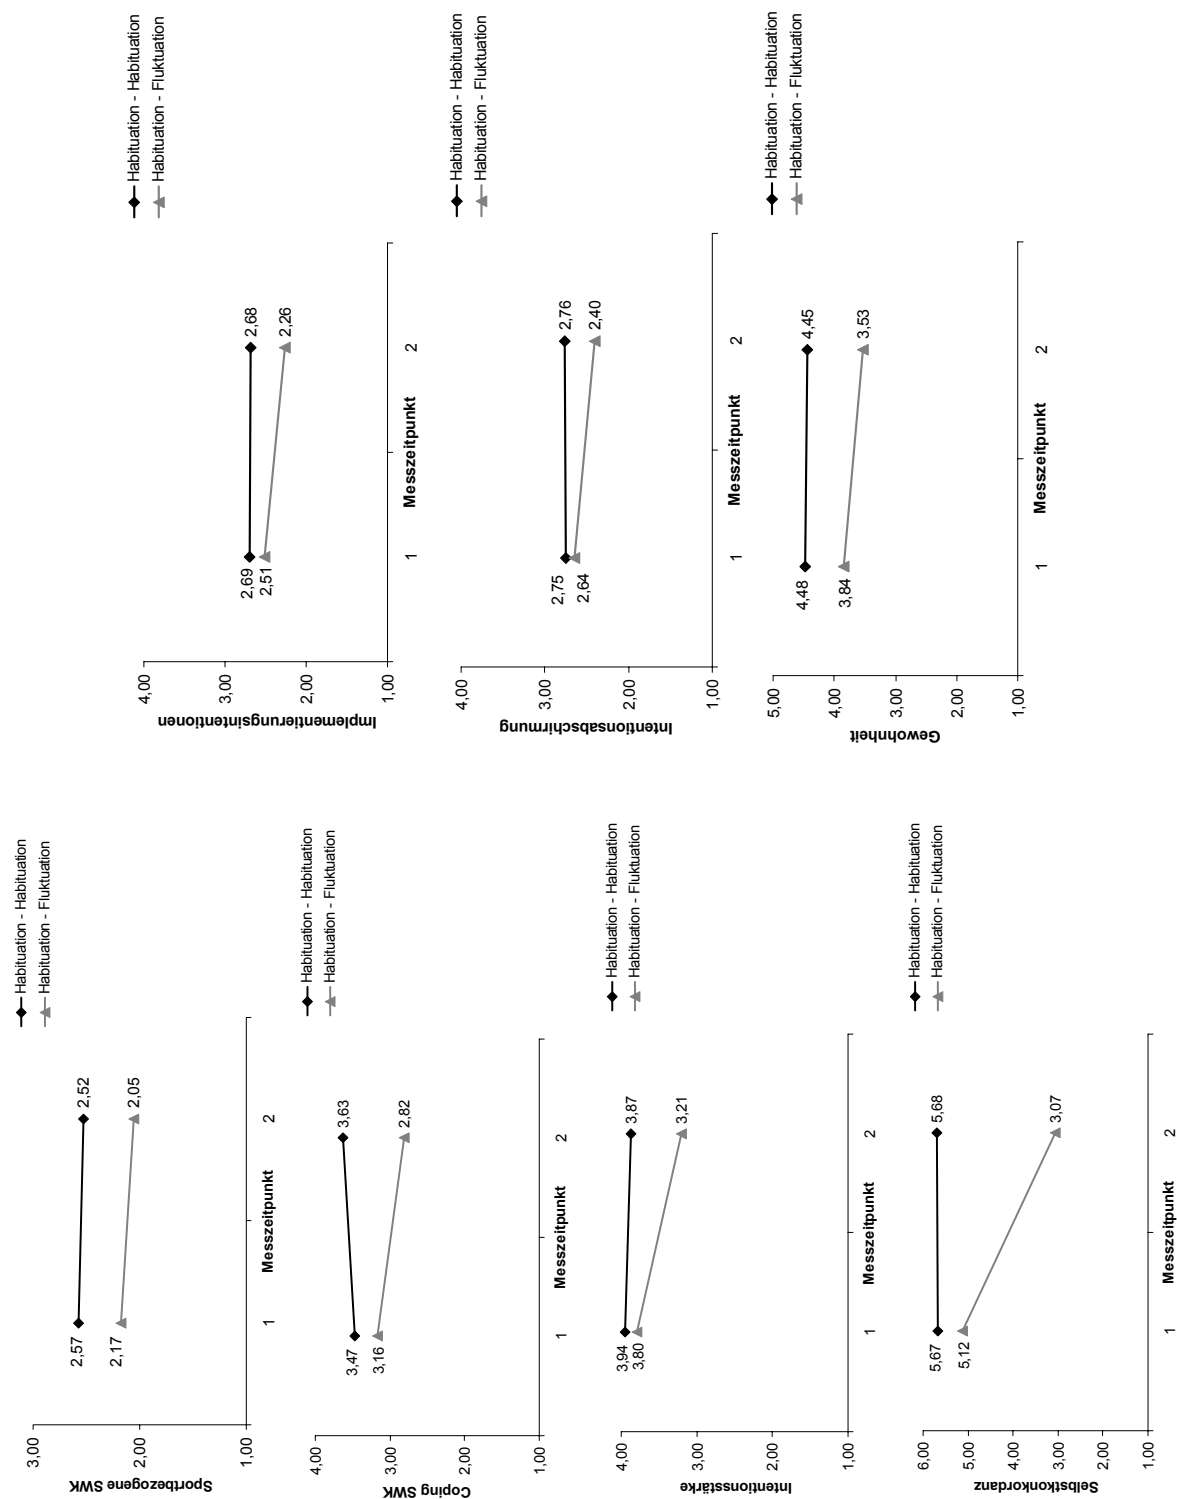 Sportbezogene SWK
3,00
2,00
1,00
2,57
2,17
2,52
2,05
1
2
Messzeitpunkt
Habituation - Habituation
Habituation - Fluktuation
Implementierungsintentionen
4,00
3,00
2,00
1,00
2,69
2,51
2,68
2,26
1
2
Messzeitpunkt
Habituation - Habituation
Habituation - Fluktuation
Coping SWK
4,00
3,00
2,00
1,00
3,47
3,16
3,63
2,82
1
2
Messzeitpunkt
Habituation - Habituation
Habituation - Fluktuation
Intentionsabschirmung
4,00
3,00
2,00
1,00
2,75
2,64
2,76
2,40
1
2
Messzeitpunkt
Habituation - Habituation
Habituation - Fluktuation
Intentionsstärke
4,00
3,00
2,00
1,00
3,94
3,80
3,87
3,21
1
2
Messzeitpunkt
Habituation - Habituation
Habituation - Fluktuation
Gewohnheit
5,00
4,00
3,00
2,00
1,00
4,48
3,84
4,45
3,53
1
2
Messzeitpunkt
Habituation - Habituation
Habituation - Fluktuation
Selbstkonkordanz
6,00
5,00
4,00
3,00
2,00
1,00
5,67
5,12
5,68
3,07
1
2
Messzeitpunkt
Habituation - Habituation
Habituation - Fluktuation